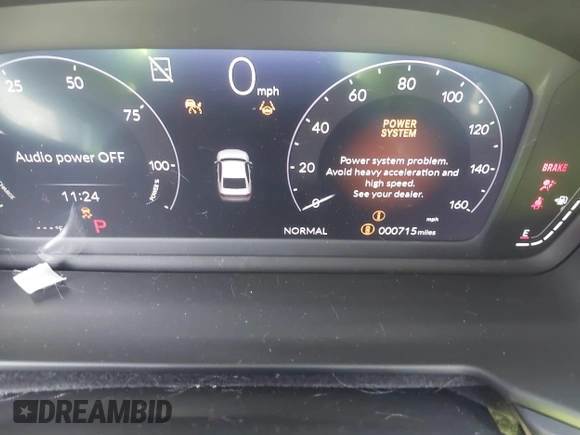 25
50
75
100
Audio power OFF
11:24
P
0 mph
0
20
40
60
80
100
120
140
160
POWER
SYSTEM
Power system problem.
Avoid heavy acceleration and
high speed.
See your dealer.
mph
NORMAL
000715 miles
BRAKE
E
DREAMBID